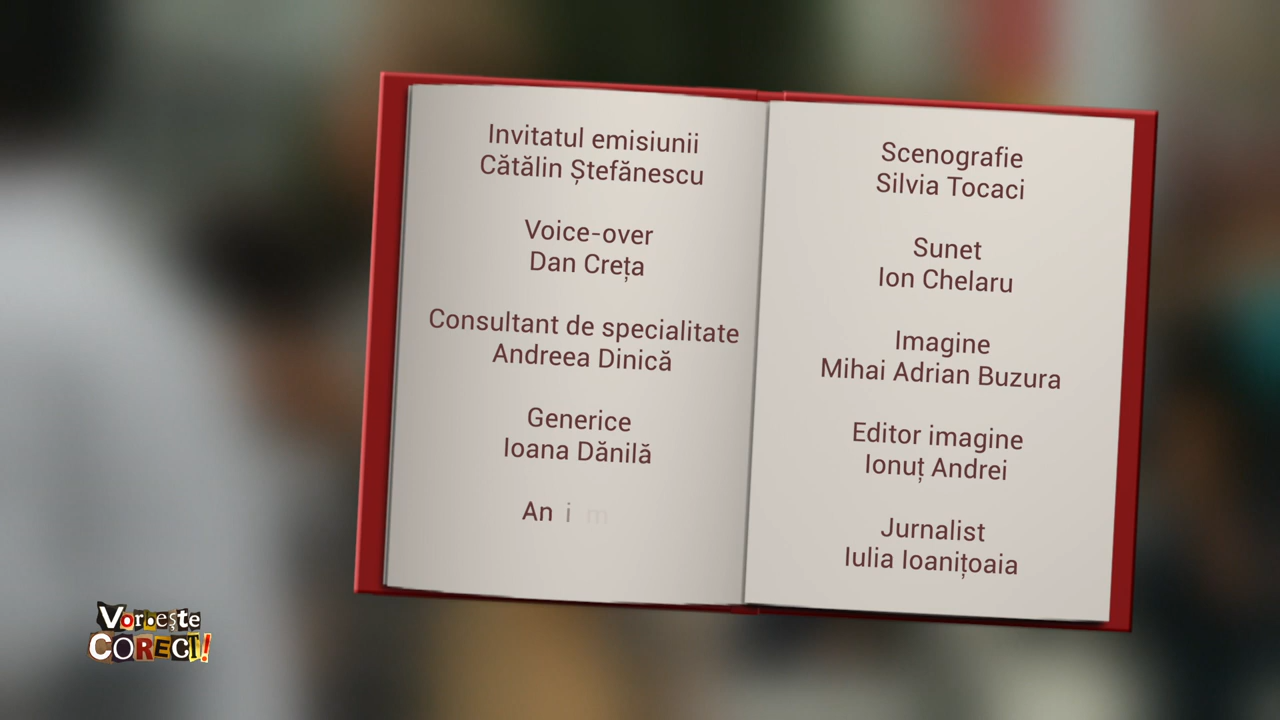 Invitatul emisiunii
Cătălin Ștefănescu
Voice-over
Dan Crețа
Consultant de specialitate
Andreea Dinică
Generice
Ioana Dănilă
An i m
Scenografie
Silvia Tocaci
Sunet
Ion Chelaru
Imagine
Mihai Adrian Buzura
Editor imagine
Ionuț Andrei
Jurnalist
Iulia Ioanițoaia
Vorbește
CORECT!